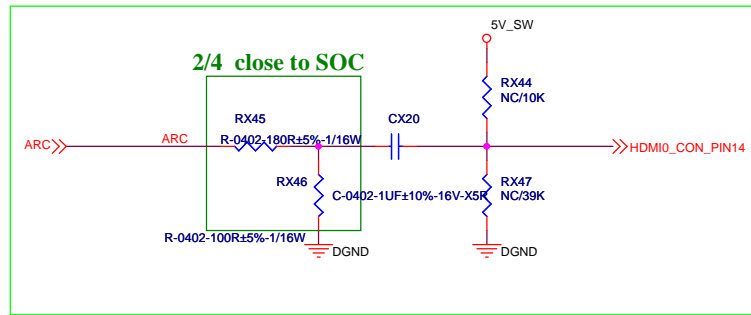 5V_SW
2/4 close to SOC
RX44
NC/10K
RX45
CX20
ARC
ARC
R-0402-180R±5%-1/16W
HDMI0_CON_PIN14
RX46
RX47
C-0402-1UF±10%-16V-X5R
NC/39K
R-0402-100R±5%-1/16W
DGND
DGND